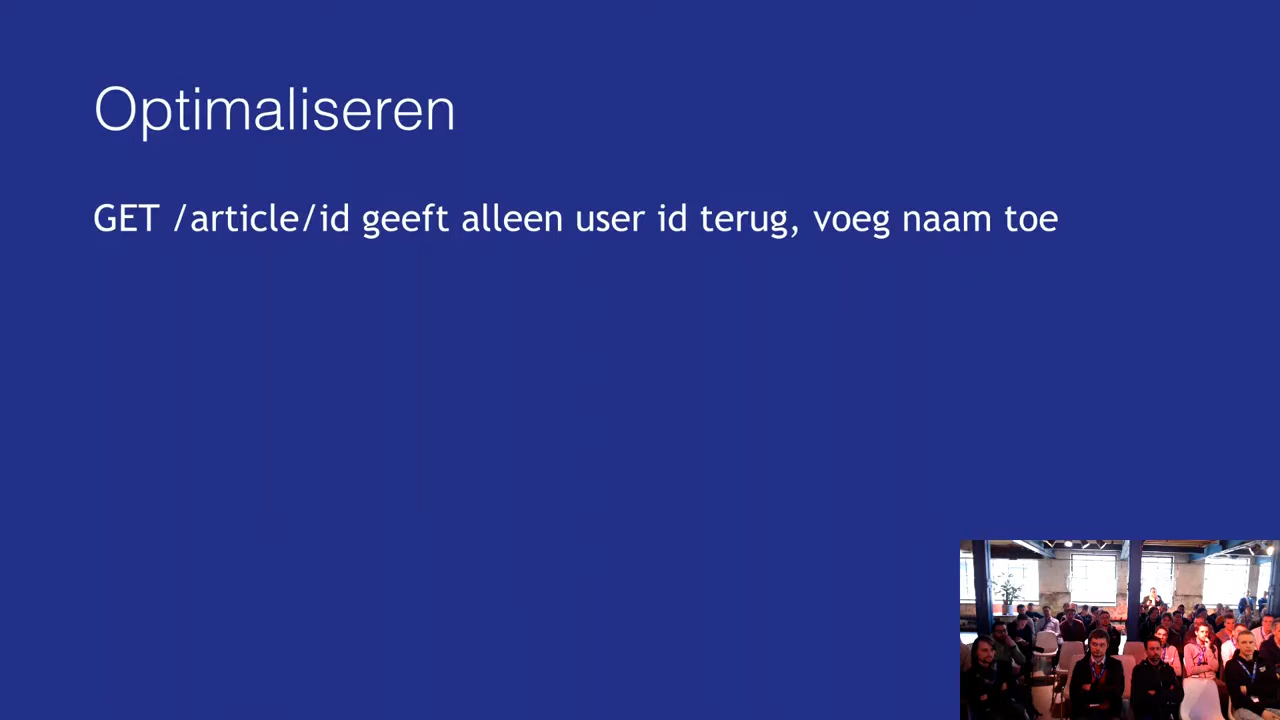 Optimaliseren
GET /article/id geeft alleen user id terug, voeg naam toe